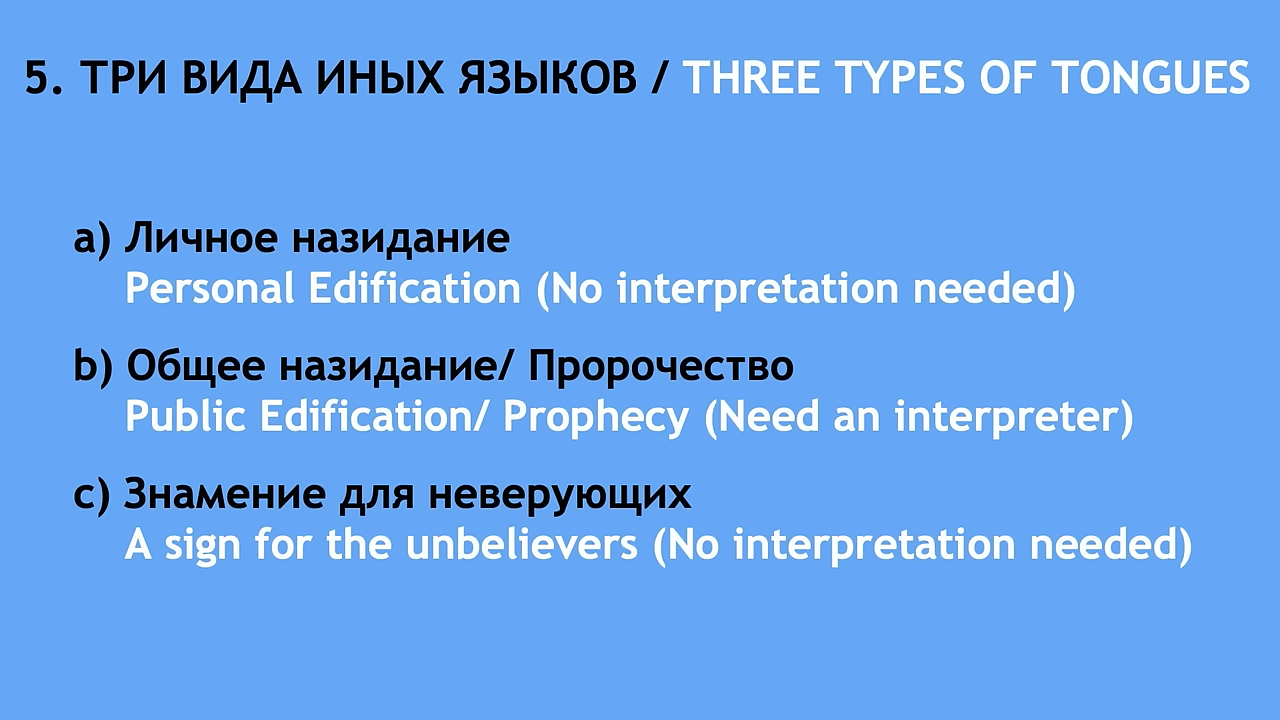 5. ТРИ ВИДА ИНЫХ ЯЗЫКОВ / THREE TYPES OF TONGUES
a) Личное назидание
Personal Edification (No interpretation needed)
b) Общее назидание/ Пророчество
Public Edification/ Prophecy (Need an interpreter)
c) Знамение для неверующих
A sign for the unbelievers (No interpretation needed)